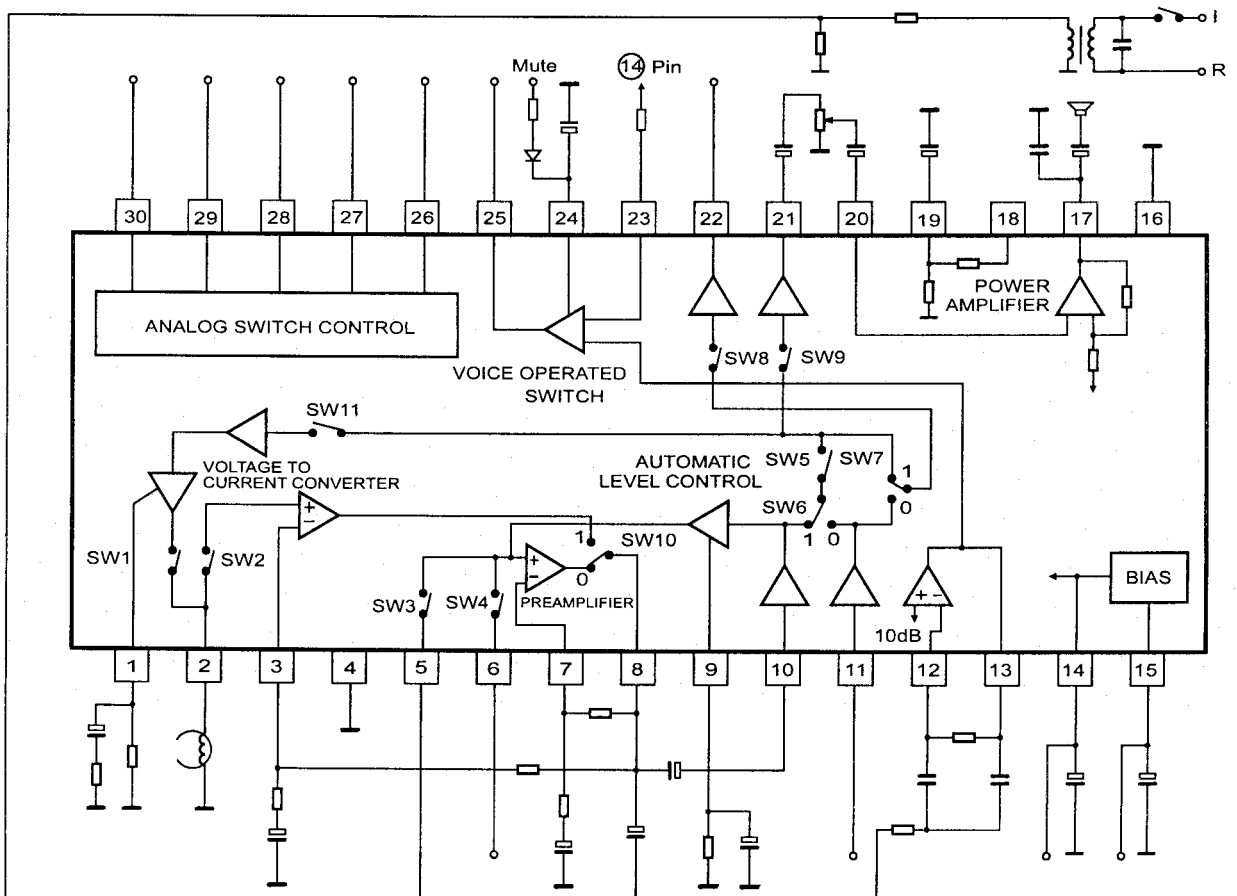 I
Mute
14 Pin
R
30 29 28 27 26 25 24 23 22 21 20 19 18 17 16
POWER
AMPLIFIER
ANALOG SWITCH CONTROL
SW8 SW9
VOICE OPERATED
SWITCH
SW11
VOLTAGE TO
CURRENT CONVERTER
AUTOMATIC
LEVEL CONTROL
SW5 SW7
1
0
SW6
+
−
1
SW10
1 0
SW1 SW2
+
−
0
SW3 SW4
PREAMPLIFIER
+ −
10dB
BIAS
1 2 3 4 5 6 7 8 9 10 11 12 13 14 15